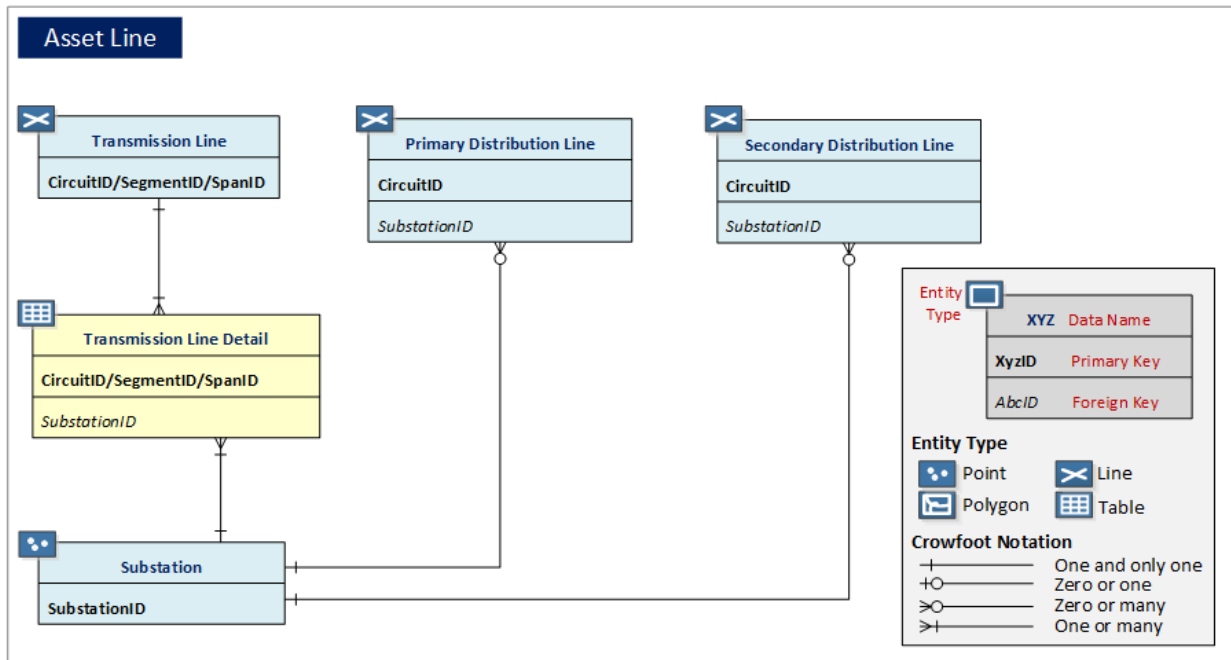 Asset Line
Transmission Line
CircuitID/SegmentID/SpanID
Primary Distribution Line
CircuitID
SubstationID
Secondary Distribution Line
CircuitID
SubstationID
Transmission Line Detail
CircuitID/SegmentID/SpanID
SubstationID
Substation
SubstationID
Entity
Type
XYZ Data Name
XyzID Primary Key
AbcID Foreign Key
Entity Type
Point
Line
Polygon
Table
Crowfoot Notation
One and only one
Zero or one
Zero or many
One or many